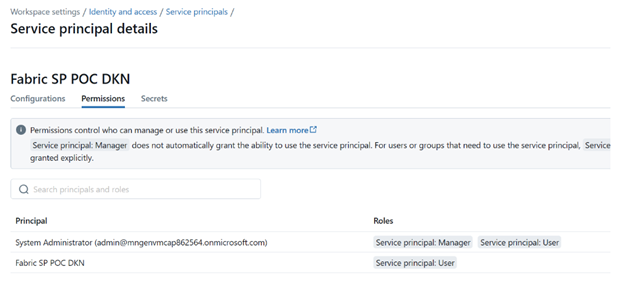 Workspace settings / Identity and access / Service principals /
Service principal details
Fabric SP POC DKN
Configurations Permissions Secrets
Permissions control who can manage or use this service principal. Learn more
Service principal: Manager does not automatically grant the ability to use the service principal. For users or groups that need to use the service principal, Service
granted explicitly.
Search principals and roles
Principal Roles
System Administrator (admin@mngenvmcap862564.onmicrosoft.com) Service principal: Manager Service principal: User
Fabric SP POC DKN Service principal: User